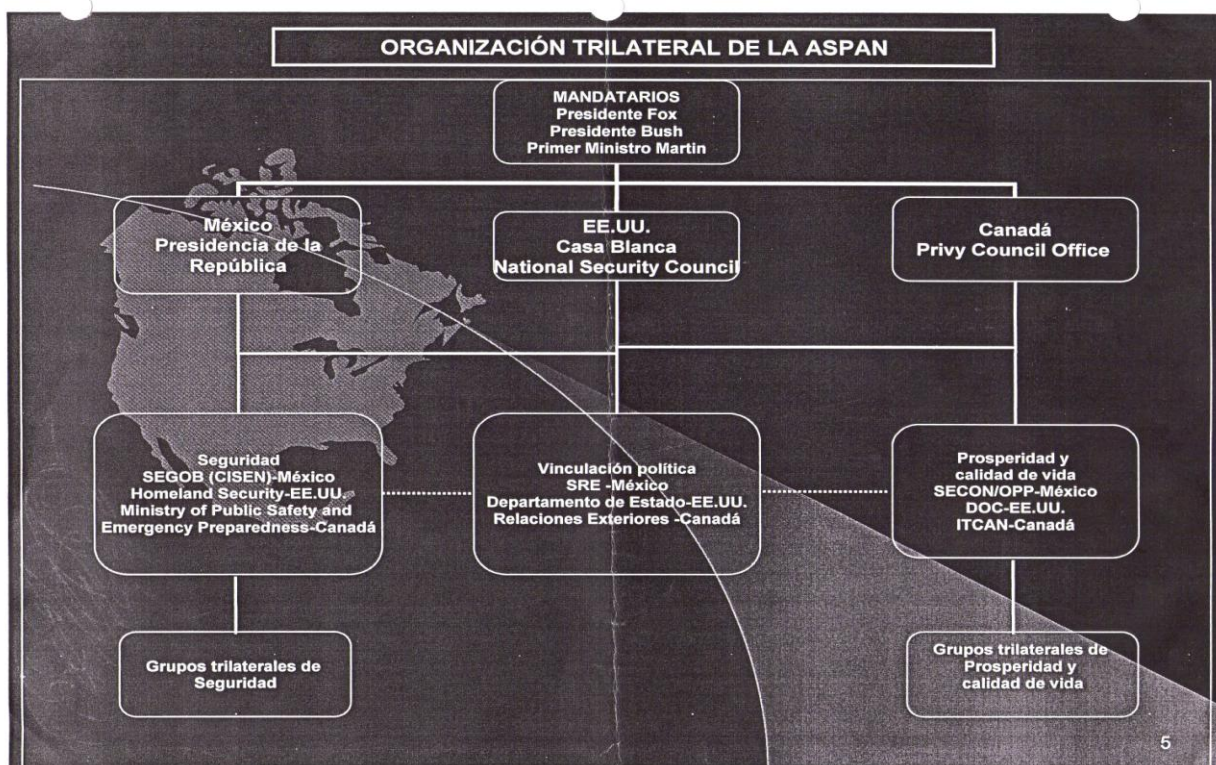 ORGANIZACIÓN TRILATERAL DE LA ASPAN
MANDATARIOS
Presidente Fox
Presidente Bush
Primer Ministro Martin
México
Presidencia de la
República
EE.UU.
Casa Blanca
National Security Council
Canadá
Privy Council Office
Seguridad
SEGOB (CISEN)-México
Homeland Security-EE.UU.
Ministry of Public Safety and
Emergency Preparedness-Canadá
Vinculación política
SRE -México
Departamento de Estado-EE.UU.
Relaciones Exteriores -Canadá
Prosperidad y
calidad de vida
SECON/OPP-México
DOC-EE.UU.
ITCAN-Canadá
Grupos trilaterales de
Seguridad
Grupos trilaterales de
Prosperidad y
calidad de vida
5